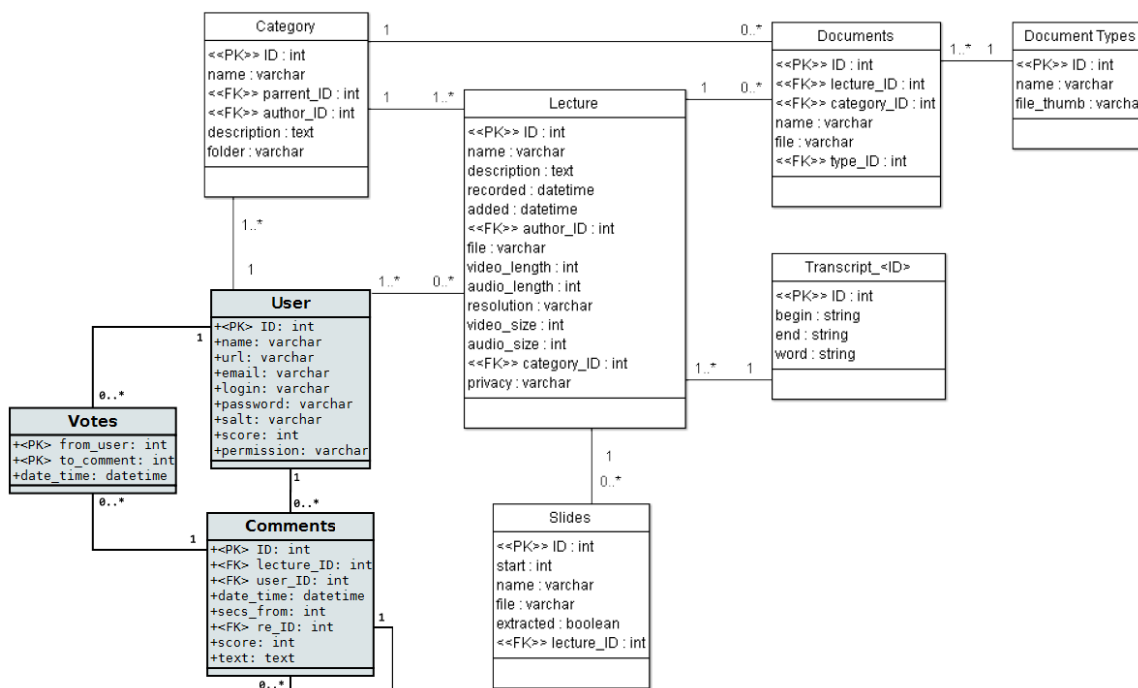 Category
<<PK>> ID : int
name : varchar
<<FK>> parrent_ID : int
<<FK>> author_ID : int
description : text
folder : varchar
1
0..*
Documents
<<PK>> ID : int
<<FK>> lecture_ID : int
<<FK>> category_ID : int
name : varchar
file : varchar
<<FK>> type_ID : int
1..*
1
Document Types
<<PK>> ID : int
name : varchar
file_thumb : varcha
1
1..*
Lecture
<<PK>> ID : int
name : varchar
description : text
recorded : datetime
added : datetime
<<FK>> author_ID : int
file : varchar
video_length : int
audio_length : int
resolution : varchar
video_size : int
audio_size : int
<<FK>> category_ID : int
privacy : varchar
1
0..*
1..*
1
1..*
0..*
Transcript_<ID>
<<PK>> ID : int
begin : string
end : string
word : string
1..*
1
User
+<PK> ID: int
+name: varchar
+url: varchar
+email: varchar
+login: varchar
+password: varchar
+salt: varchar
+score: int
+permission: varchar
1
0..*
Votes
+<PK> from_user: int
+<PK> to_comment: int
+date_time: datetime
0..*
1
1
0..*
Comments
+<PK> ID: int
+<FK> lecture_ID: int
+<FK> user_ID: int
+date_time: datetime
+secs_from: int
+<FK> re_ID: int
+score: int
+text: text
1
0..*
1
0..*
Slides
<<PK>> ID : int
start : int
name : varchar
file : varchar
extracted : boolean
<<FK>> lecture_ID : int